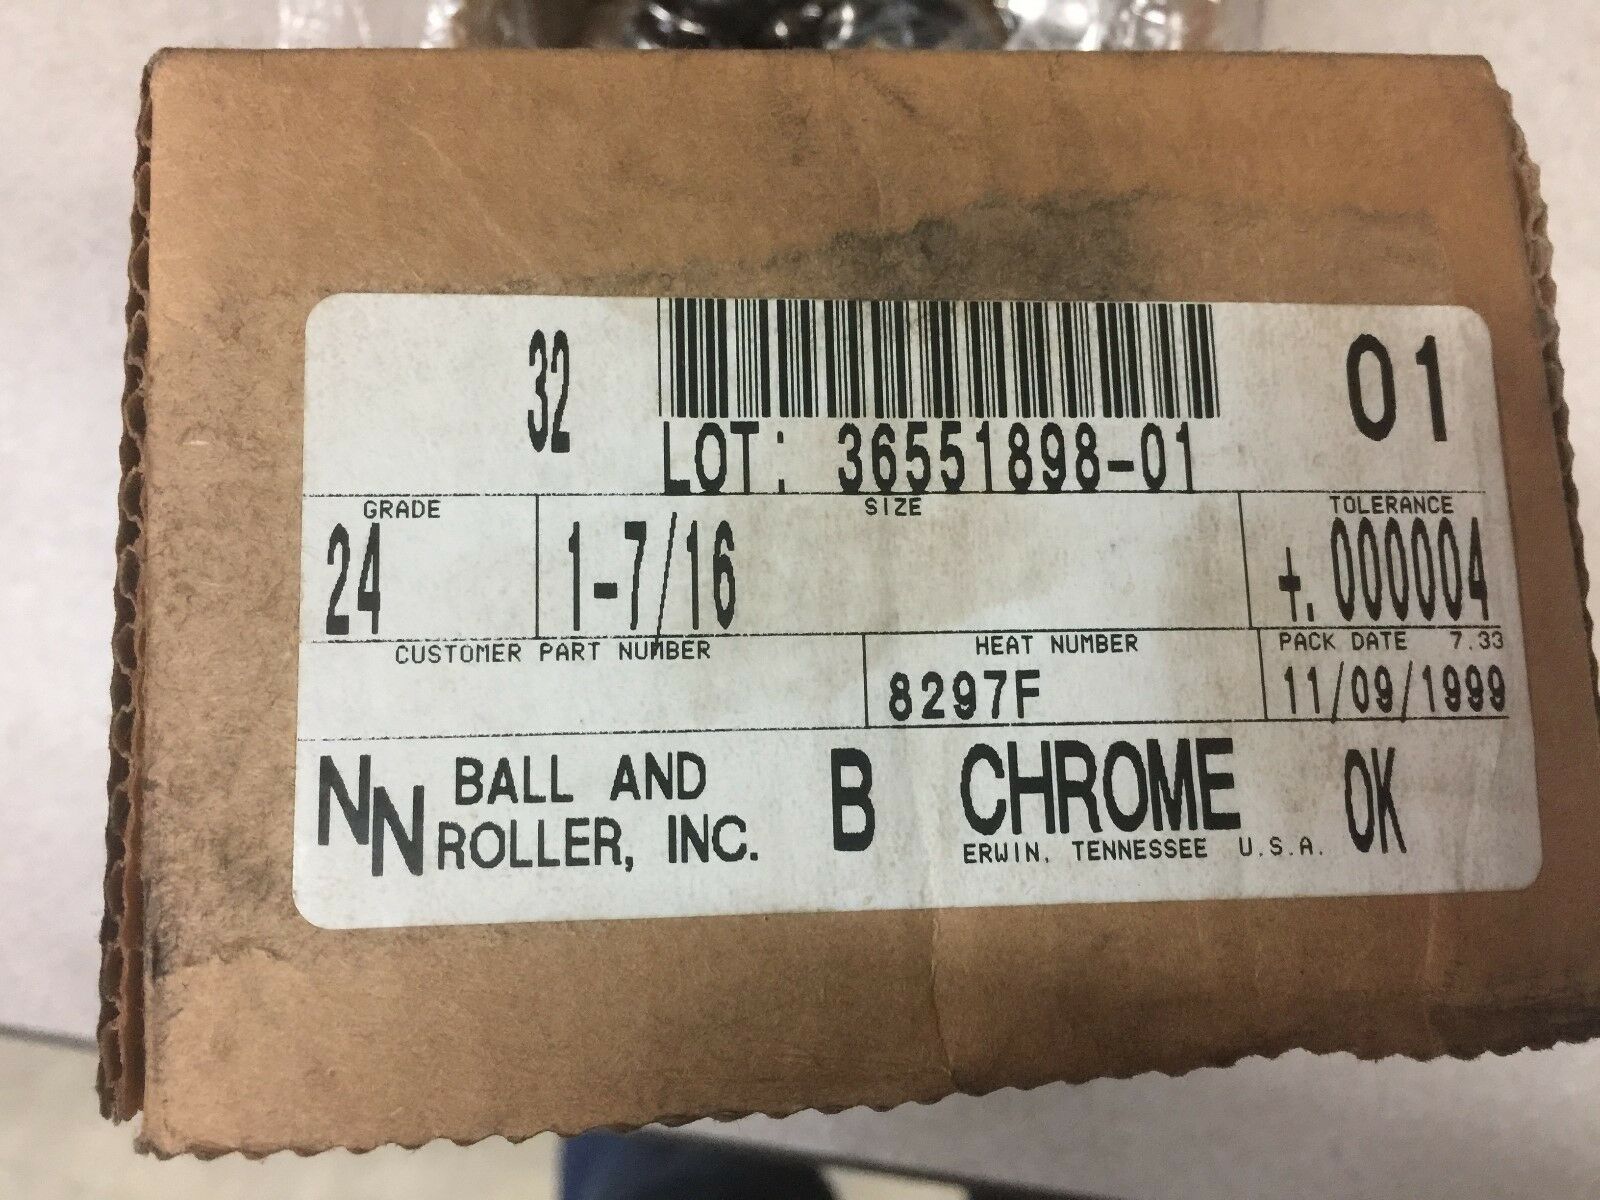 32
01
LOT: 36551898-01
GRADE
24
SIZE
1-7/16
TOLERANCE
+.000004
CUSTOMER PART NUMBER
HEAT NUMBER
8297F
PACK DATE 7.33
11/09/1999
NN BALL AND
ROLLER, INC.
B
CHROME
OK
ERWIN, TENNESSEE U.S.A.